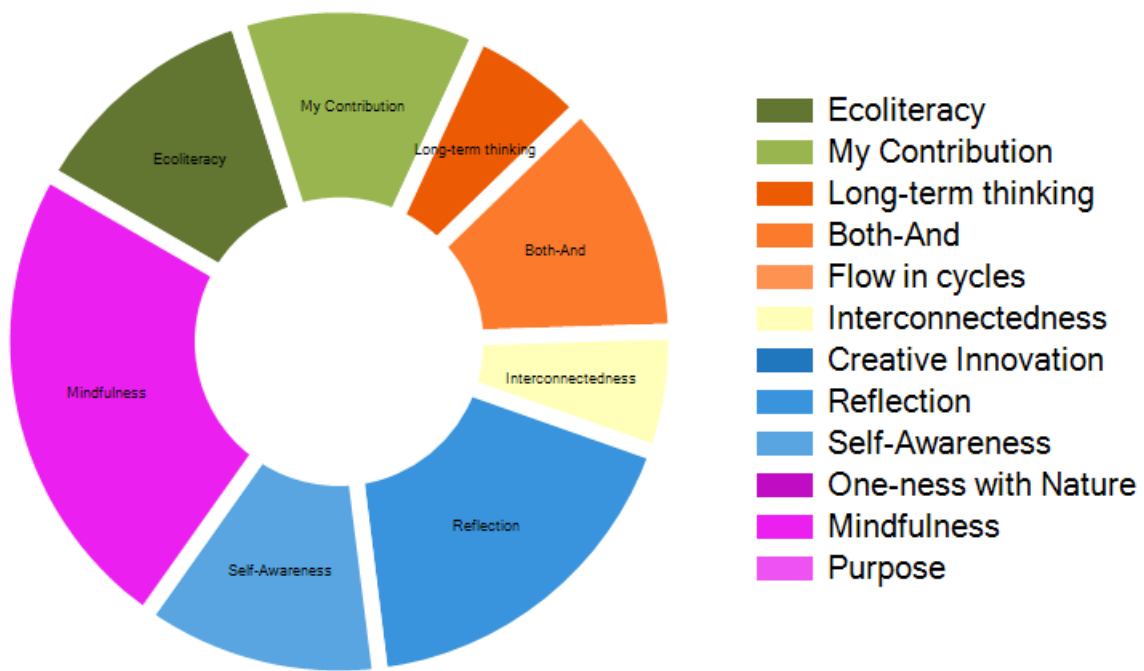 My Contribution
Long-term thinking
Ecoliteracy
Both-And
Interconnectedness
Mindfulness
Reflection
Self-Awareness
Ecoliteracy
My Contribution
Long-term thinking
Both-And
Flow in cycles
Interconnectedness
Creative Innovation
Reflection
Self-Awareness
One-ness with Nature
Mindfulness
Purpose